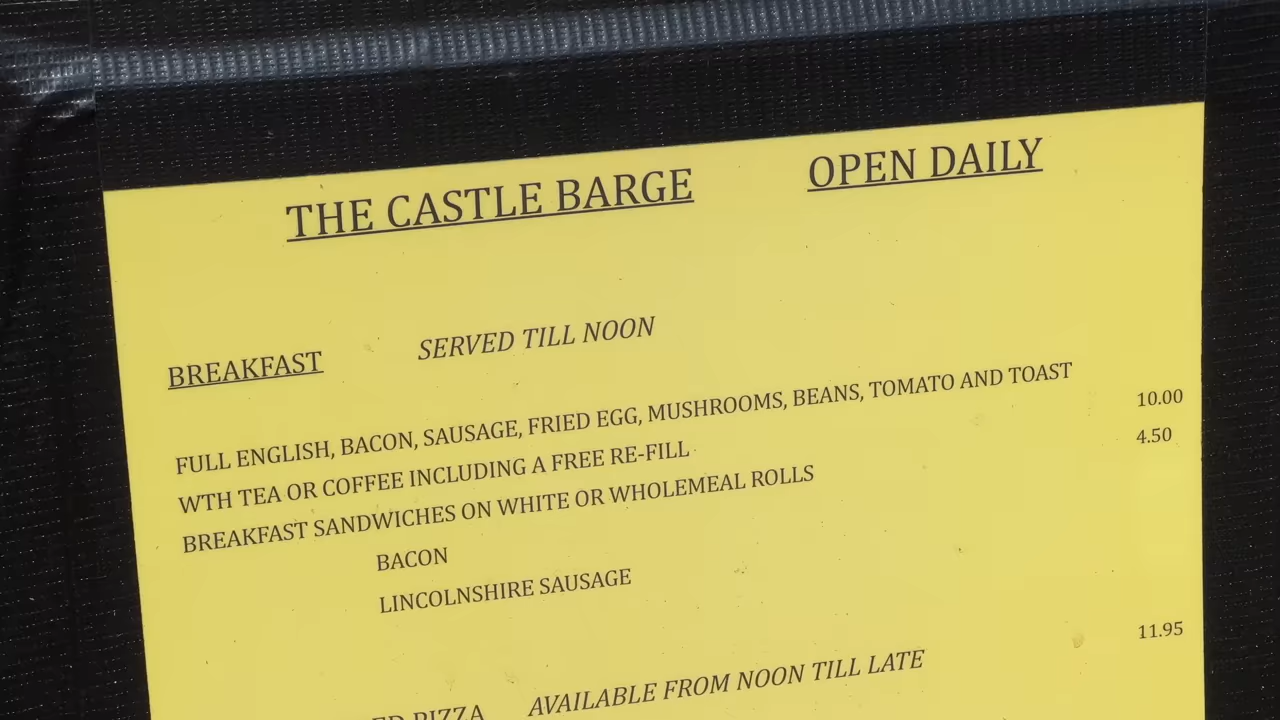 THE CASTLE BARGE OPEN DAILY
BREAKFAST SERVED TILL NOON
FULL ENGLISH, BACON, SAUSAGE, FRIED EGG, MUSHROOMS, BEANS, TOMATO AND TOAST
WTH TEA OR COFFEE INCLUDING A FREE RE-FILL 10.00
BREAKFAST SANDWICHES ON WHITE OR WHOLEMEAL ROLLS 4.50
BACON
LINCOLNSHIRE SAUSAGE
PIZZA AVAILABLE FROM NOON TILL LATE 11.95